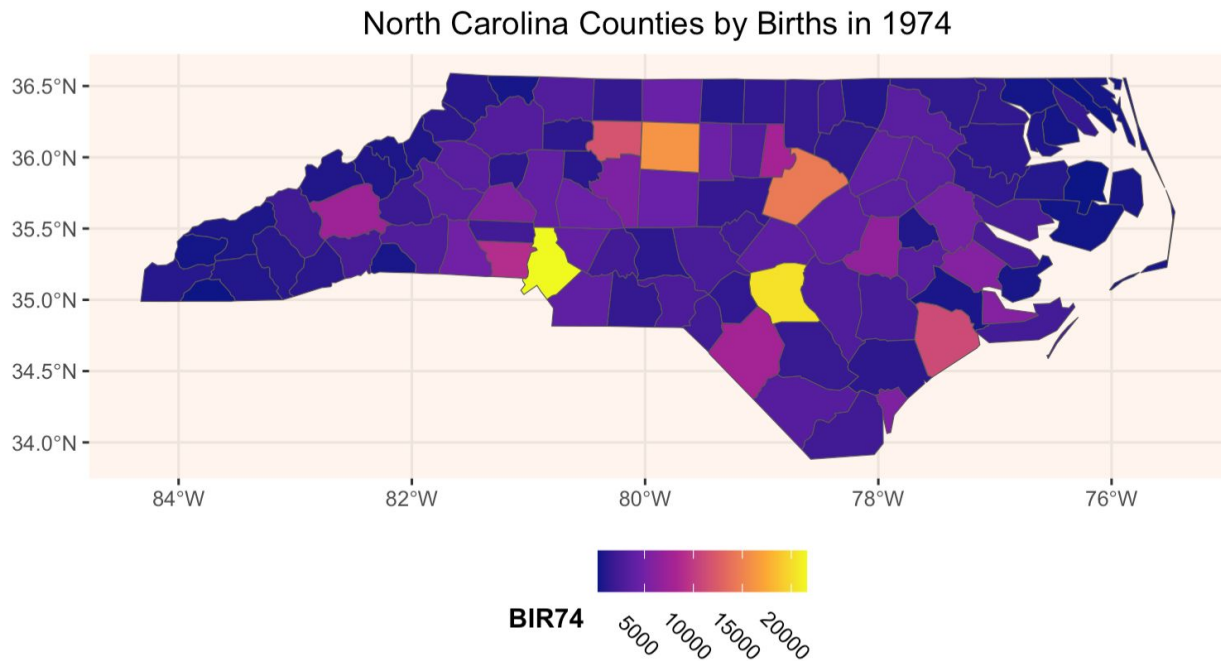 North Carolina Counties by Births in 1974
36.5°N
36.0°N
35.5°N
35.0°N
34.5°N
34.0°N
84°W 82°W 80°W 78°W 76°W
BIR74
5000 10000 15000 20000